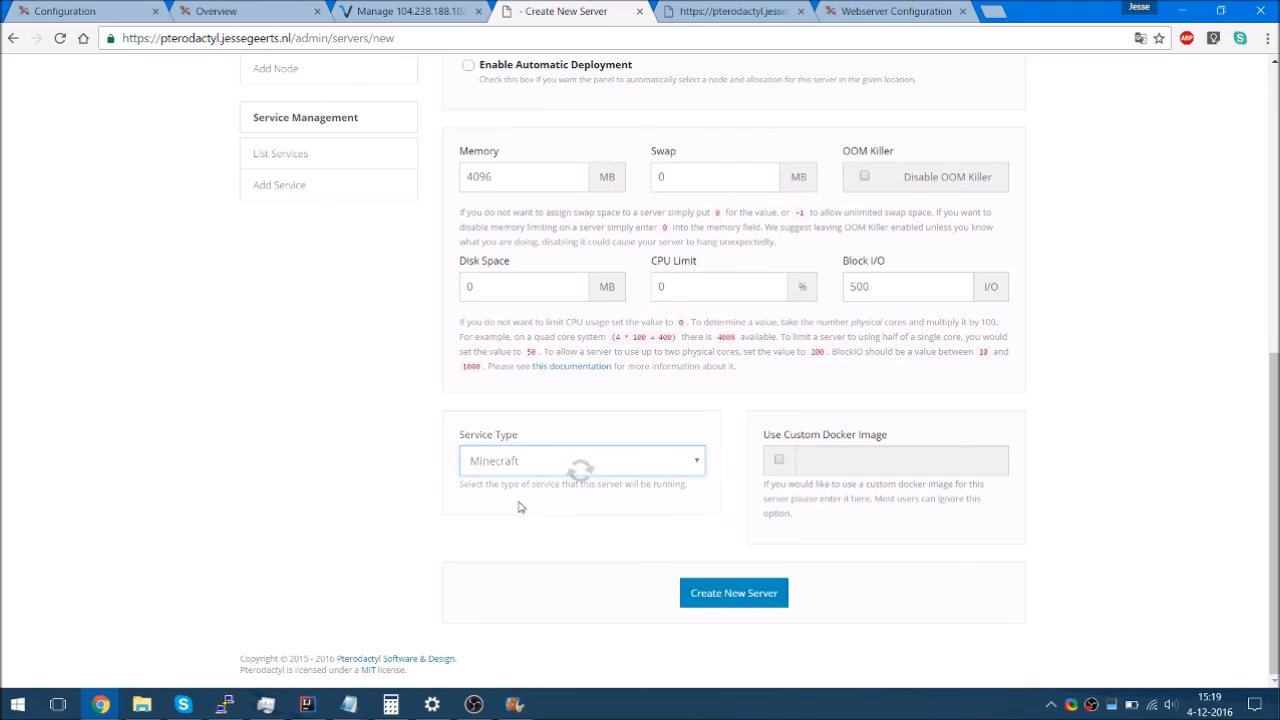 Configuration
Overview
Manage 104.238.188.102
- Create New Server
https://pterodactyl.jesse
Webserver Configuration
Jesse
https://pterodactyl.jessegeerts.nl/admin/servers/new
Add Node
Service Management
List Services
Add Service
Enable Automatic Deployment
Check this box if you want the panel to automatically select a node and allocation for this server in the given location.
Memory
Swap
OOM Killer
4096 MB
0 MB
Disable OOM Killer
If you do not want to assign swap space to a server simply put 0 for the value, or -1 to allow unlimited swap space. If you want to
disable memory limiting on a server simply enter 0 into the memory field. We suggest leaving OOM Killer enabled unless you know
what you are doing, disabling it could cause your server to hang unexpectedly.
Disk Space
CPU Limit
Block I/O
0 MB
0 %
500 I/O
If you do not want to limit CPU usage set the value to 0. To determine a value, take the number physical cores and multiply it by 100.
For example, on a quad core system (4 * 100 = 400) there is 400% available. To limit a server to using half of a single core, you would
set the value to 50. To allow a server to use up to two physical cores, set the value to 200. BlockIO should be a value between 10 and
1000. Please see this documentation for more information about it.
Service Type
Minecraft
Select the type of service that this server will be running.
Use Custom Docker Image
If you would like to use a custom docker image for this
server please enter it here. Most users can ignore this
option.
Create New Server
Copyright © 2015 - 2016 Pterodactyl Software & Design.
Pterodactyl is licensed under a MIT license.
15:19
4-12-2016